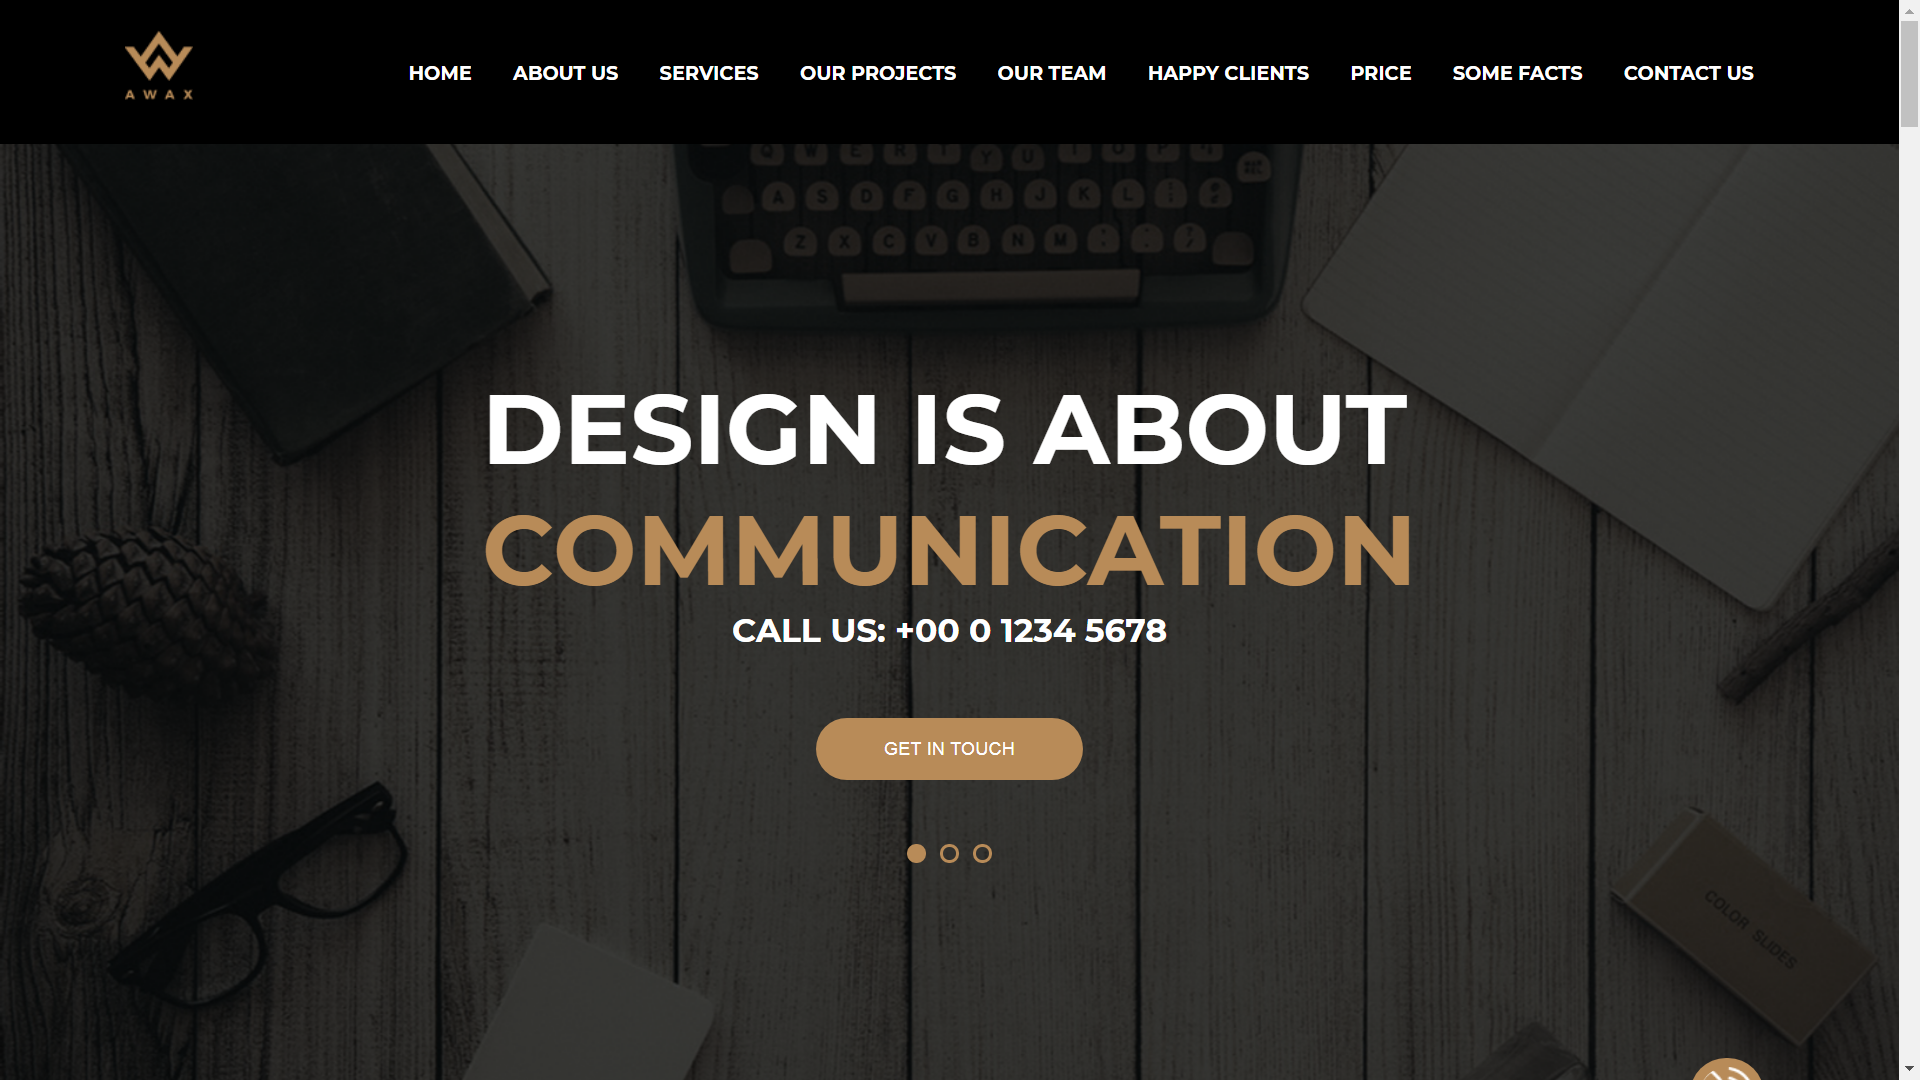 AWAX
HOME ABOUT US SERVICES OUR PROJECTS OUR TEAM HAPPY CLIENTS PRICE SOME FACTS CONTACT US
Q W E R T Y U I O P
A S D F G H J K L
Z X C V B N M
DESIGN IS ABOUT
COMMUNICATION
CALL US: +00 0 1234 5678
GET IN TOUCH
COLOR SLIDES